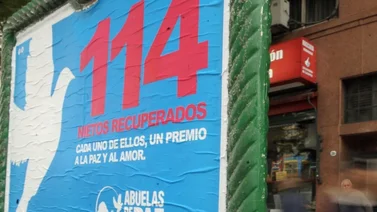 114
NIETOS RECUPERADOS
CADA UNO DE ELLOS, UN PREMIO
A LA PAZ Y AL AMOR.
ABUELAS